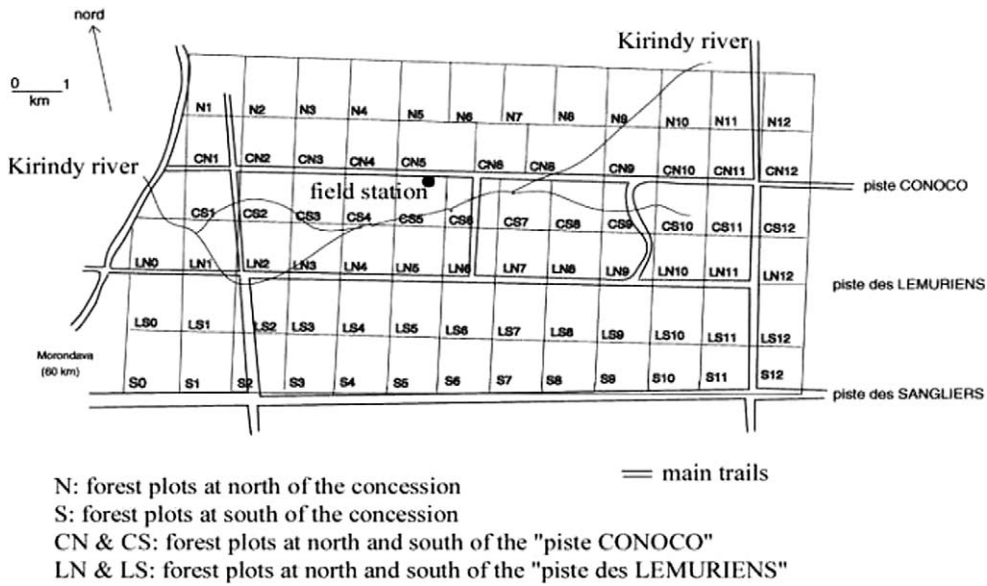 nord
Kirindy river
0 1
km
N1 N2 N3 N4 N5 N6 N7 N8 N9 N10 N11 N12
Kirindy river
CN1 CN2 CN3 CN4 CN5 CN6 CN8 CN9 CN10 CN11 CN12
piste CONOCO
field station
CS1 CS2 CS3 CS4 CS5 CS6 CS7 CS8 CS9 CS10 CS11 CS12
LN0 LN1 LN2 LN3 LN4 LN5 LN6 LN7 LN8 LN9 LN10 LN11 LN12
piste des LEMURIENS
LS0 LS1 LS2 LS3 LS4 LS5 LS6 LS7 LS8 LS9 LS10 LS11 LS12
Morondava
(60 km)
S0 S1 S2 S3 S4 S5 S6 S7 S8 S9 S10 S11 S12
piste des SANGLIERS
main trails
N: forest plots at north of the concession
S: forest plots at south of the concession
CN & CS: forest plots at north and south of the "piste CONOCO"
LN & LS: forest plots at north and south of the "piste des LEMURIENS"